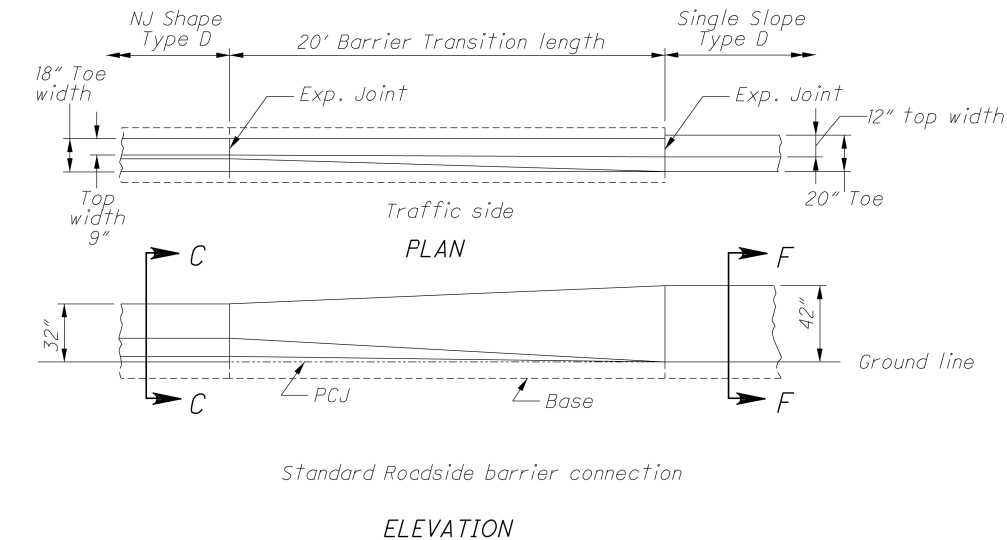 NJ Shape
Type D
20' Barrier Transition length
Single Slope
Type D
18" Toe
width
Exp. Joint
Exp. Joint
12" top width
Top
width
9"
Traffic side
20" Toe
PLAN
C
F
32"
42"
Ground line
PCJ
Base
C
F
Standard Roadside barrier connection
ELEVATION